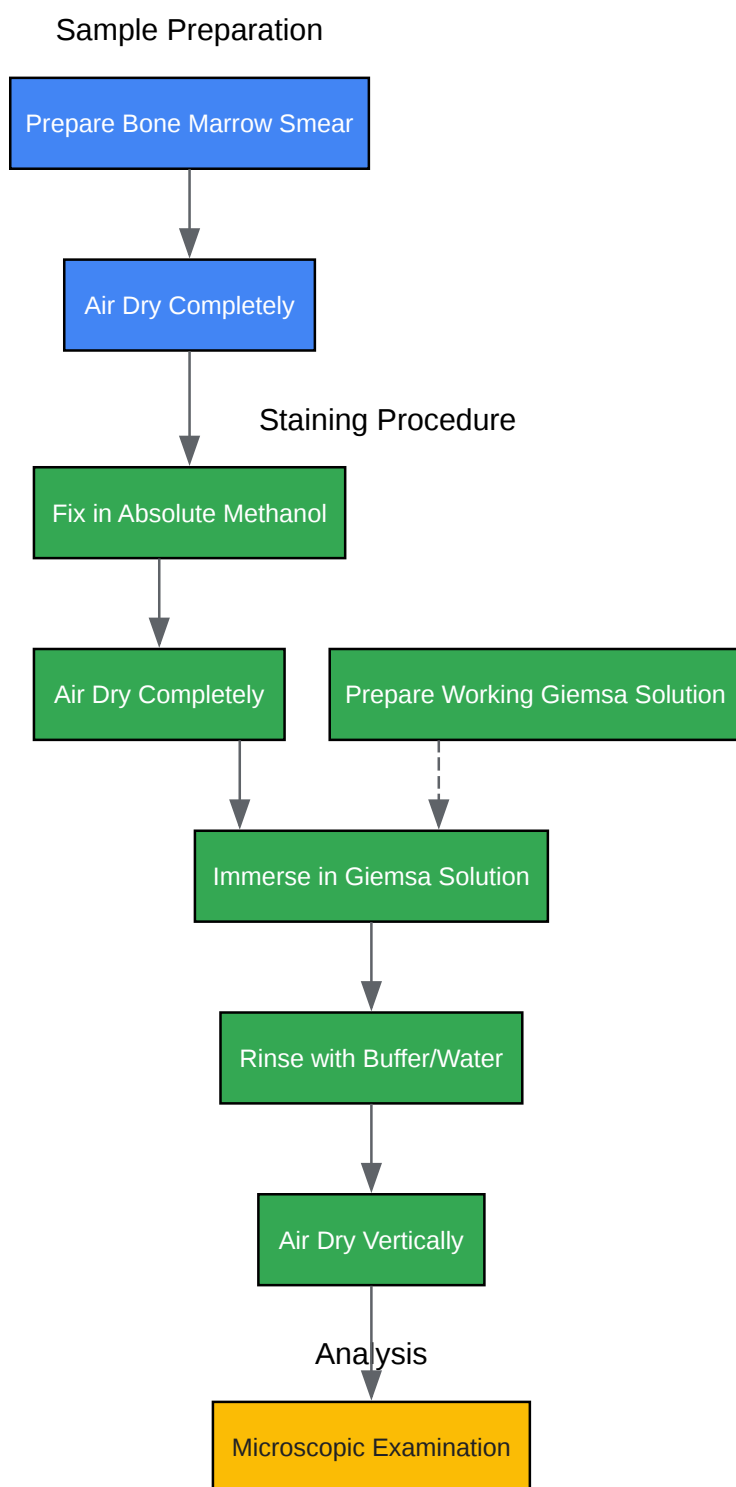 Sample Preparation
Prepare Bone Marrow Smear
Air Dry Completely
Staining Procedure
Fix in Absolute Methanol
Air Dry Completely
Prepare Working Giemsa Solution
Immerse in Giemsa Solution
Rinse with Buffer/Water
Air Dry Vertically
Analysis
Microscopic Examination